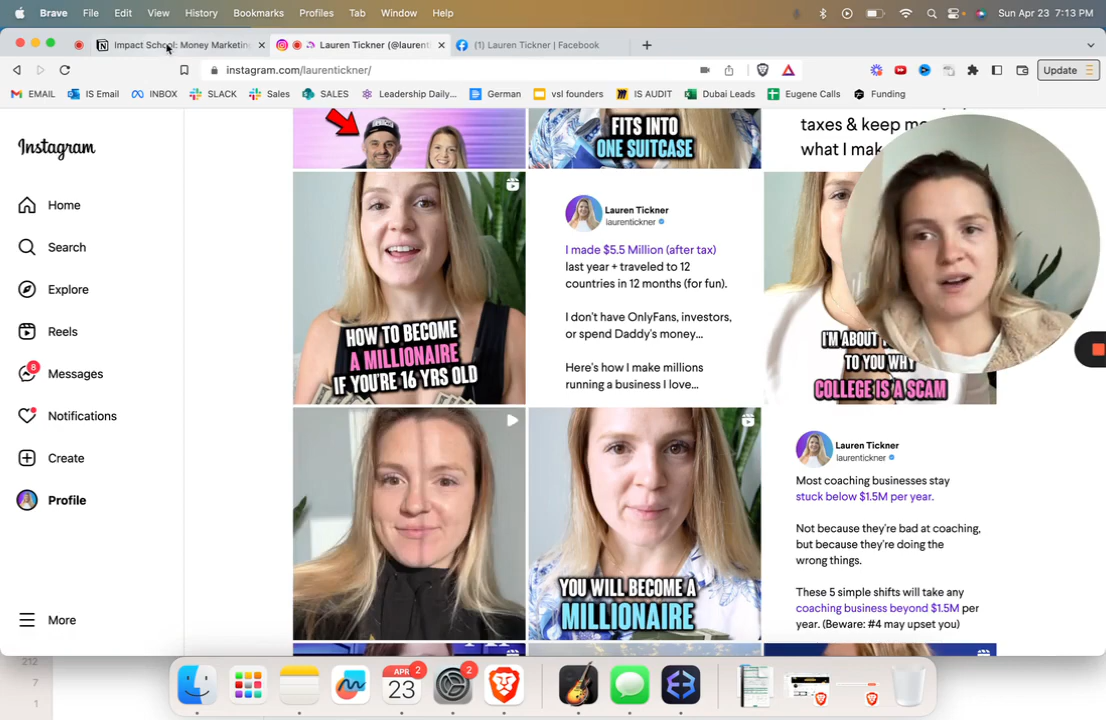 Brave File Edit View History Bookmarks Profiles Tab Window Help Sun Apr 23 7:13 PM
Impact School: Money Marketin
Lauren Tickner (@laurent
(1) Lauren Tickner | Facebook
instagram.com/laurentickner/
Update
EMAIL IS Email INBOX SLACK Sales SALES Leadership Daily... German vsl founders IS AUDIT Dubai Leads Eugene Calls Funding
Instagram
Home
Search
Explore
Reels
8
Messages
Notifications
Create
Profile
More
FITS INTO
ONE SUITCASE
taxes & keep
what I mak
HOW TO BECOME
A MILLIONAIRE
IF YOU'RE 16 YRS OLD
Lauren Tickner
laurentickner
I made $5.5 Million (after tax)
last year + traveled to 12
countries in 12 months (for fun).
I don't have OnlyFans, investors,
or spend Daddy's money...
Here's how I make millions
running a business I love...
I'M ABOUT
TO YOU WHY
COLLEGE IS A SCAM
YOU WILL BECOME A
MILLIONAIRE
Lauren Tickner
laurentickner
Most coaching businesses stay
stuck below $1.5M per year.
Not because they're bad at coaching,
but because they're doing the
wrong things.
These 5 simple shifts will take any
coaching business beyond $1.5M per
year. (Beware: #4 may upset you)
212
7
1
APR 2
23
2